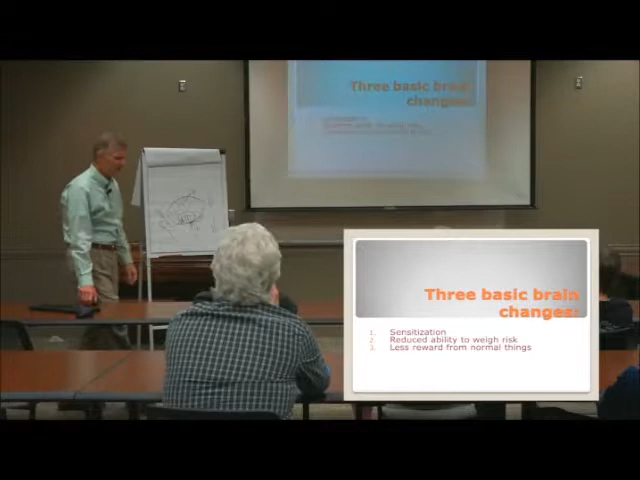 Three basic brain
changes:
Three basic brain
changes:
1. Sensitization
2. Reduced ability to weigh risk
3. Less reward from normal things